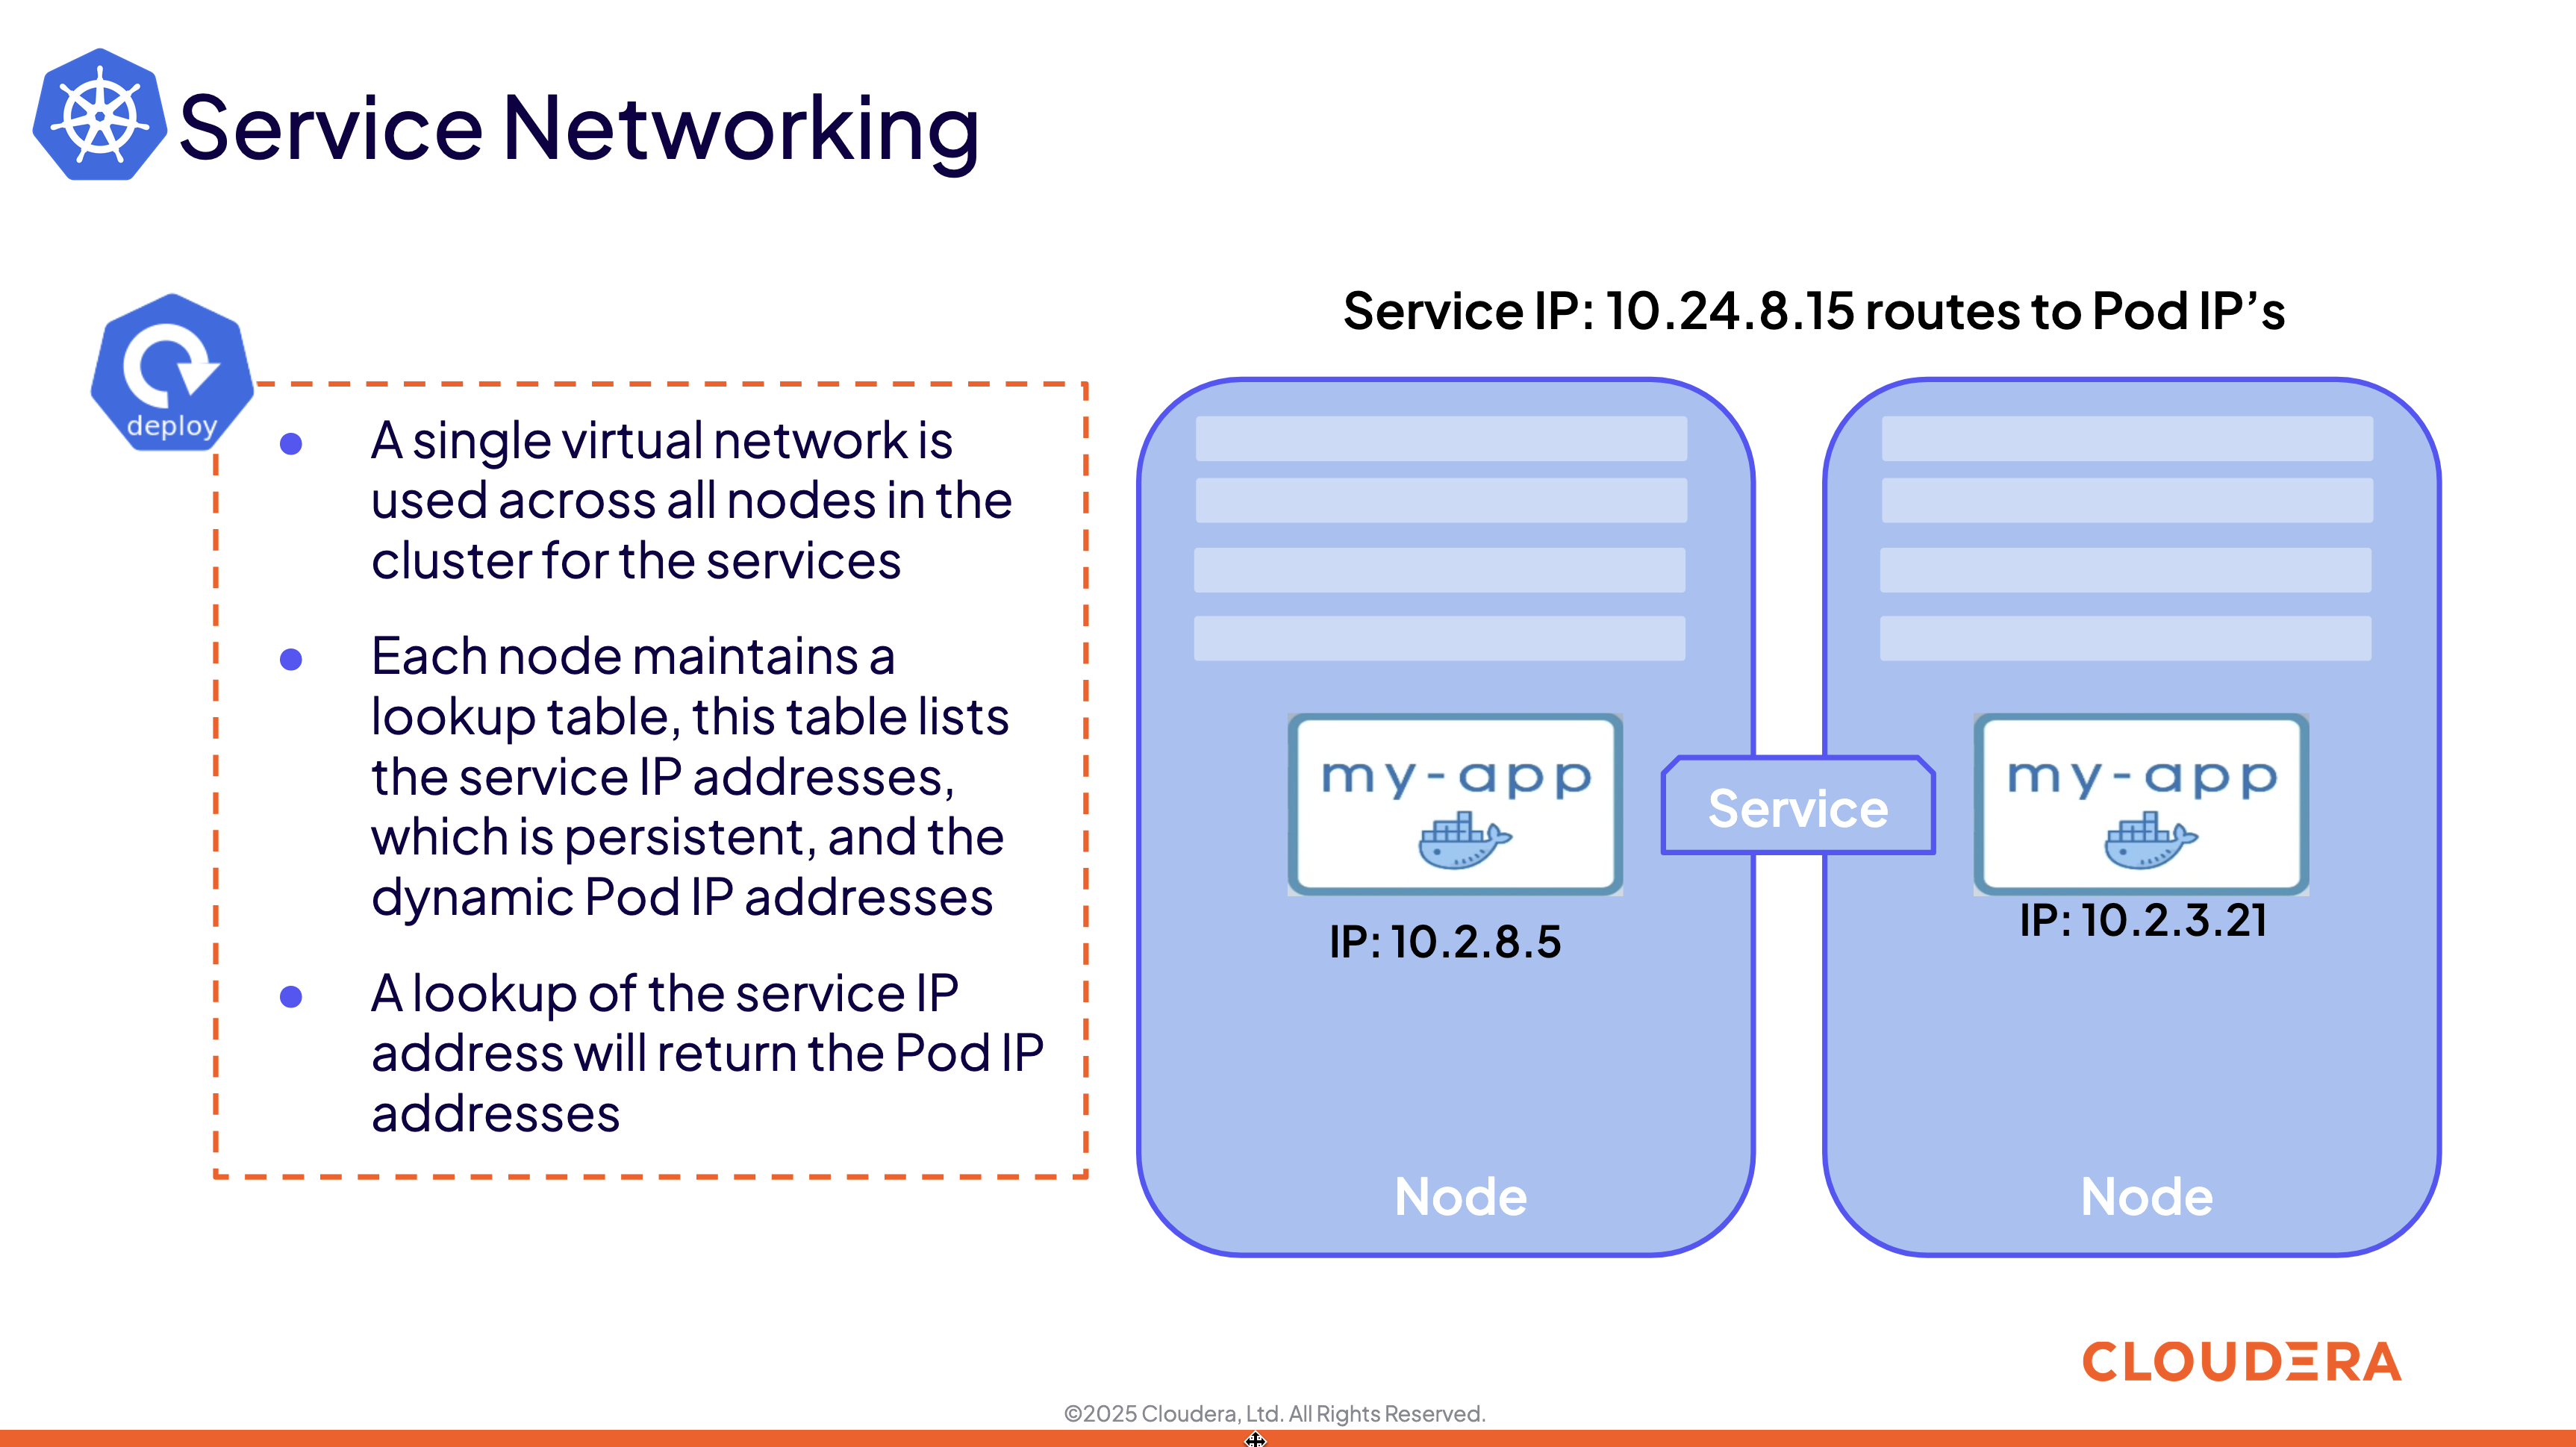 Service Networking
deploy
A single virtual network is
used across all nodes in the
cluster for the services
Each node maintains a
lookup table, this table lists
the service IP addresses,
which is persistent, and the
dynamic Pod IP addresses
A lookup of the service IP
address will return the Pod IP
addresses
Service IP: 10.24.8.15 routes to Pod IP’s
my-app
IP: 10.2.8.5
Node
Service
my-app
IP: 10.2.3.21
Node
CLOUDERA
©2025 Cloudera, Ltd. All Rights Reserved.